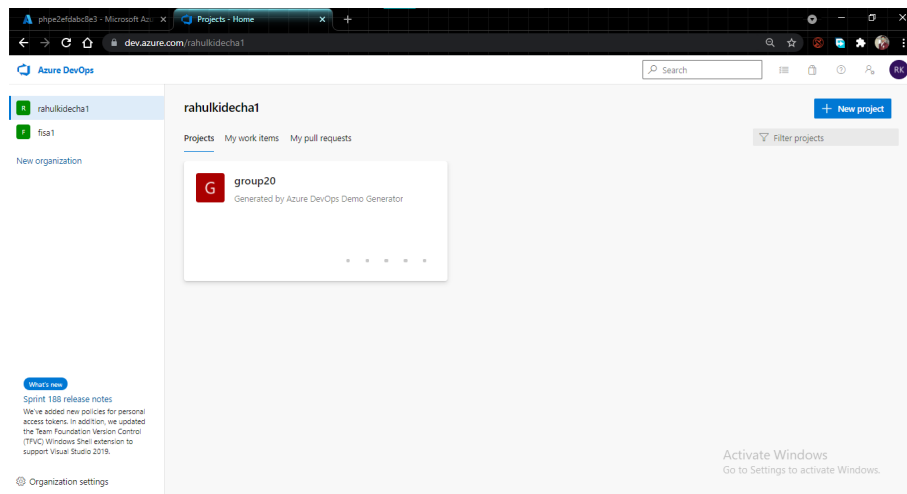 phpe2efdabc8e3 - Microsoft Azu
Projects - Home
dev.azure.com/rahulkidecha1
Azure DevOps
Search
RK
R rahulkidecha1
F fisa1
New organization
rahulkidecha1
+ New project
Projects My work items My pull requests
Filter projects
G
group20
Generated by Azure DevOps Demo Generator
What's new
Sprint 188 release notes
We've added new policies for personal
access tokens. In addition, we updated
the Team Foundation Version Control
(TFVC) Windows Shell extension to
support Visual Studio 2019.
Organization settings
Activate Windows
Go to Settings to activate Windows.